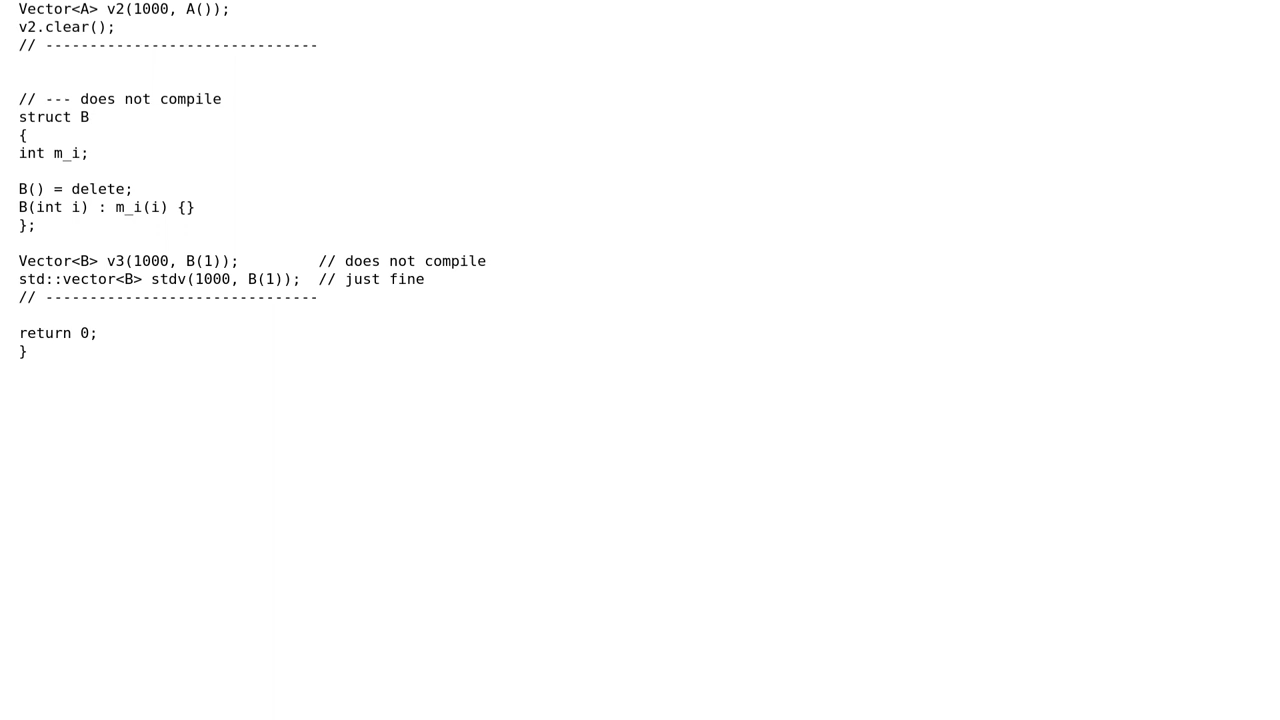 Vector<A> v2(1000, A());
v2.clear();
// -------------------------------
// --- does not compile
struct B
{
int m_i;
B() = delete;
B(int i) : m_i(i) {}
};
Vector<B> v3(1000, B(1));         // does not compile
std::vector<B> stdv(1000, B(1));  // just fine
// -------------------------------
return 0;
}